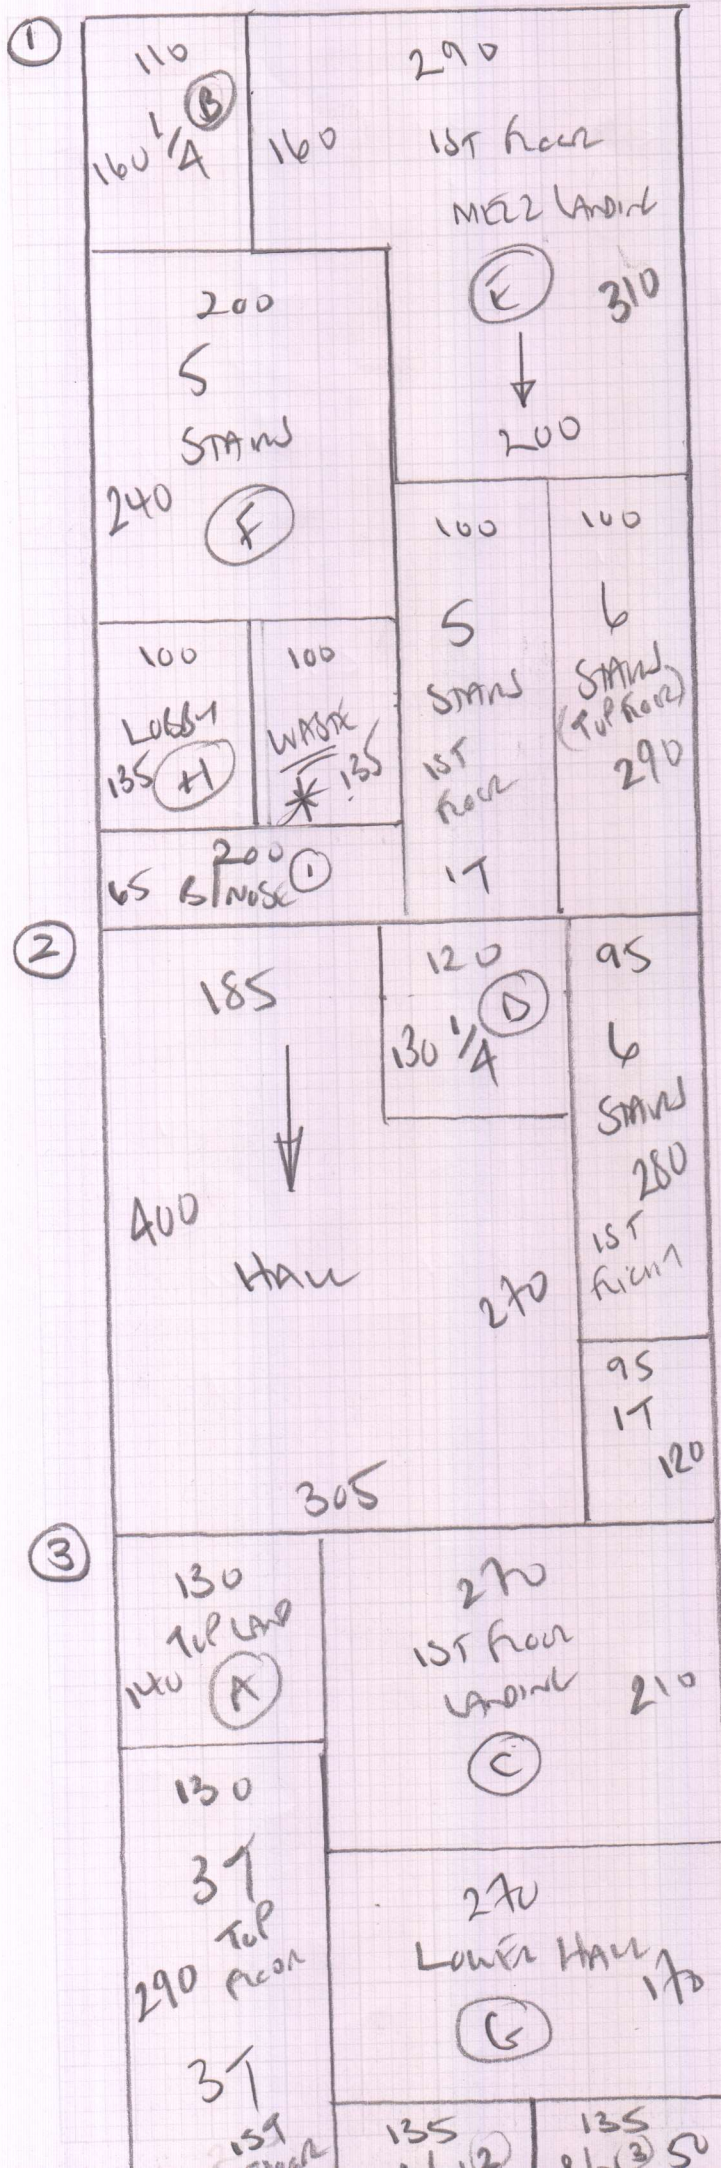 1
110
B
160 1/4
290
160
1ST FLOOR
MEZZ LANDING
E
310
200
200
5
STAIRS
240
F
100
5
STAIRS
1ST
FLOOR
1T
100
6
STAIRS
(TOP FLOOR)
290
100
LOBBY
135 H
100
WASTE
* 135
200
65 B/NOSE 1
2
185
400
HALL
270
305
120
D
130 1/4
95
6
STAIRS
280
1ST
FLIGHT
95
1T
120
3
130
TOP LAND
140 A
270
1ST FLOOR
LANDING
210
C
130
3T
TOP
FLOOR
290
3T
1ST
FLOOR
270
LOWER HALL
170
G
135
2
135
3 50